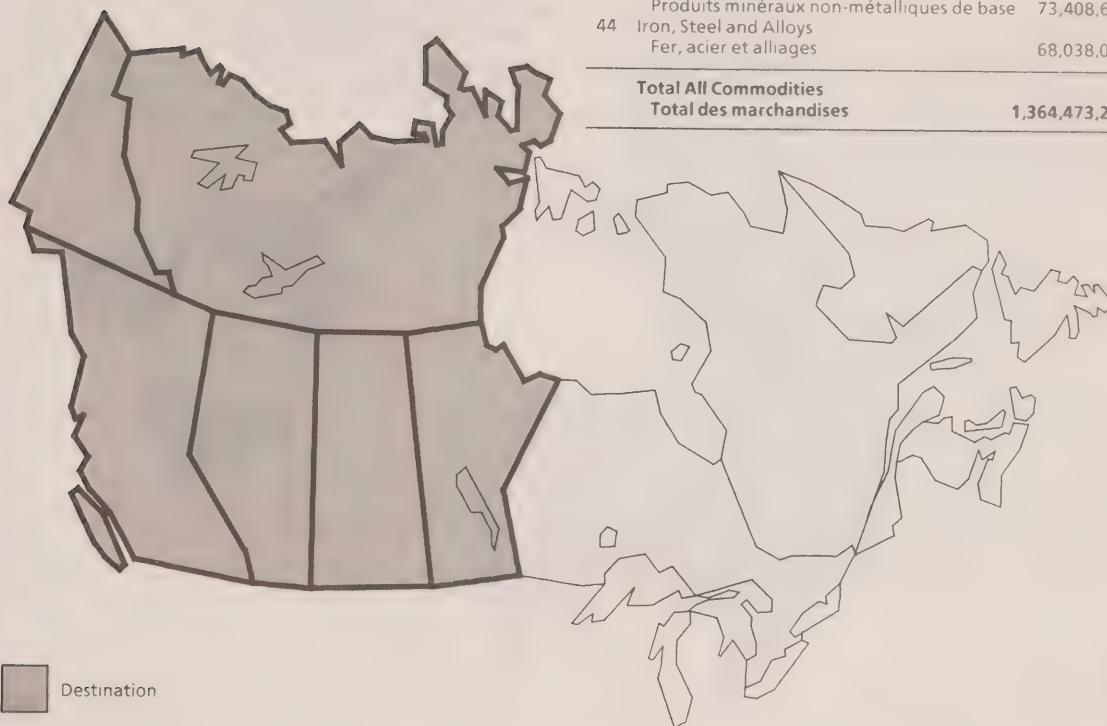 Produits minéraux non-métalliques de base 73,408,6
44 Iron, Steel and Alloys
Fer, acier et alliages 68,038,0
Total All Commodities
Total des marchandises 1,364,473,2
Destination